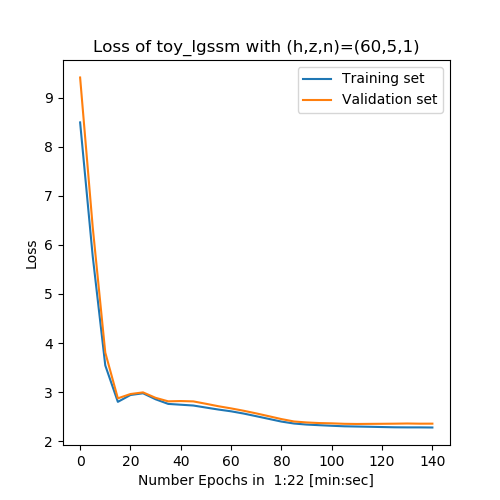 Loss of toy_lgssm with (h,z,n)=(60,5,1)
Training set
Validation set
9
8
7
6
5
4
3
2
Loss
0 20 40 60 80 100 120 140
Number Epochs in  1:22 [min:sec]